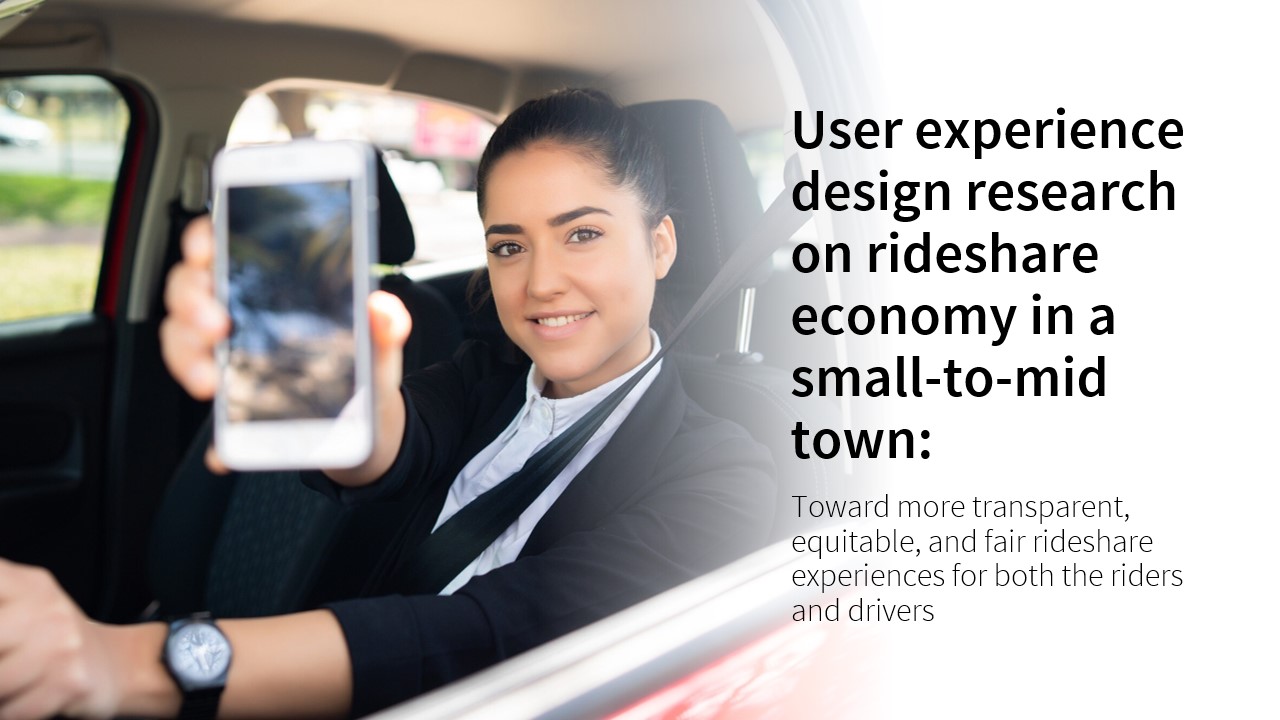 User experience
design research
on rideshare
economy in a
small-to-mid
town:
Toward more transparent,
equitable, and fair rideshare
experiences for both the riders
and drivers